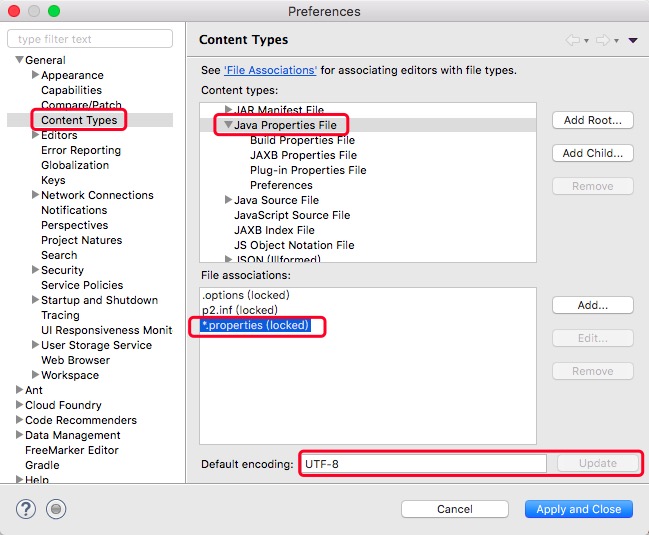 Preferences
type filter text
General
Appearance
Capabilities
Compare/Patch
Content Types
Editors
Error Reporting
Globalization
Keys
Network Connections
Notifications
Perspectives
Project Natures
Search
Security
Service Policies
Startup and Shutdown
Tracing
UI Responsiveness Monit
User Storage Service
Web Browser
Workspace
Ant
Cloud Foundry
Code Recommenders
Data Management
FreeMarker Editor
Gradle
Help
Content Types
See 'File Associations' for associating editors with file types.
Content types:
JAR Manifest File
Java Properties File
Build Properties File
JAXB Properties File
Plug-in Properties File
Preferences
Java Source File
JavaScript Source File
JAXB Index File
JS Object Notation File
JSON (Illformed)
Add Root...
Add Child...
Remove
File associations:
.options (locked)
p2.inf (locked)
*.properties (locked)
Add...
Edit...
Remove
Default encoding: UTF-8 Update
? Cancel Apply and Close